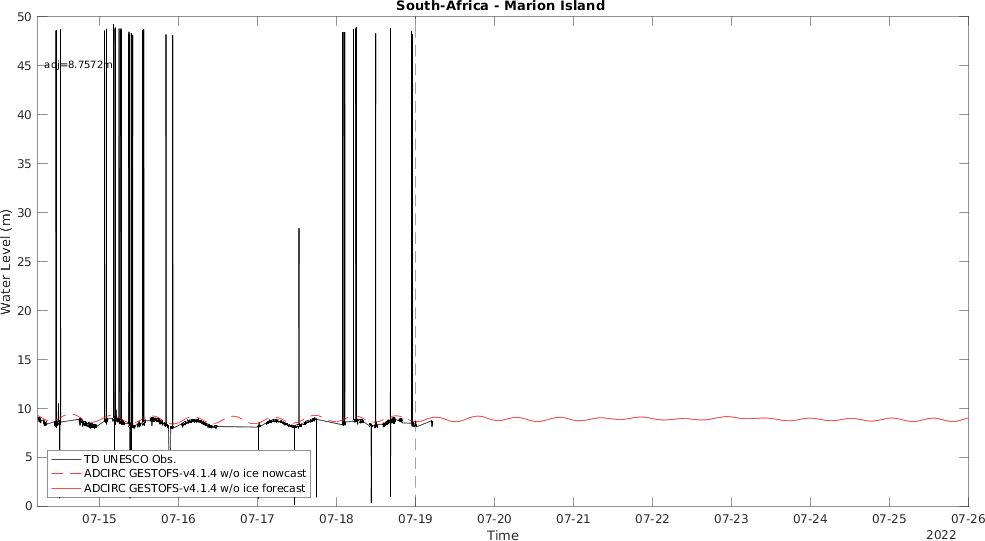 South-Africa - Marion Island
50
45
40
35
30
25
20
15
10
5
0
Water Level (m)
adj=8.7572m
TD UNESCO Obs.
ADCIRC GESTOFS-v4.1.4 w/o ice nowcast
ADCIRC GESTOFS-v4.1.4 w/o ice forecast
07-15 07-16 07-17 07-18 07-19 07-20 07-21 07-22 07-23 07-24 07-25 07-26
Time
2022